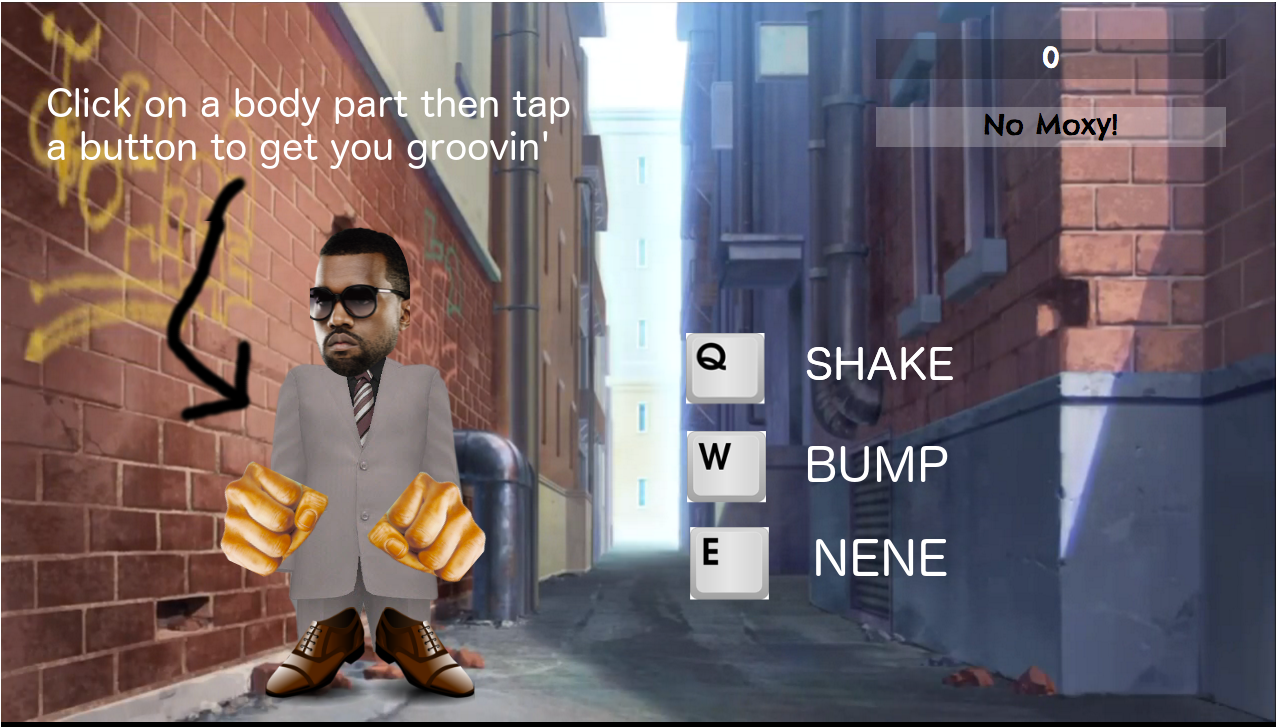 Click on a body part then tap
a button to get you groovin'
0
No Moxy!
Q SHAKE
W BUMP
E NENE